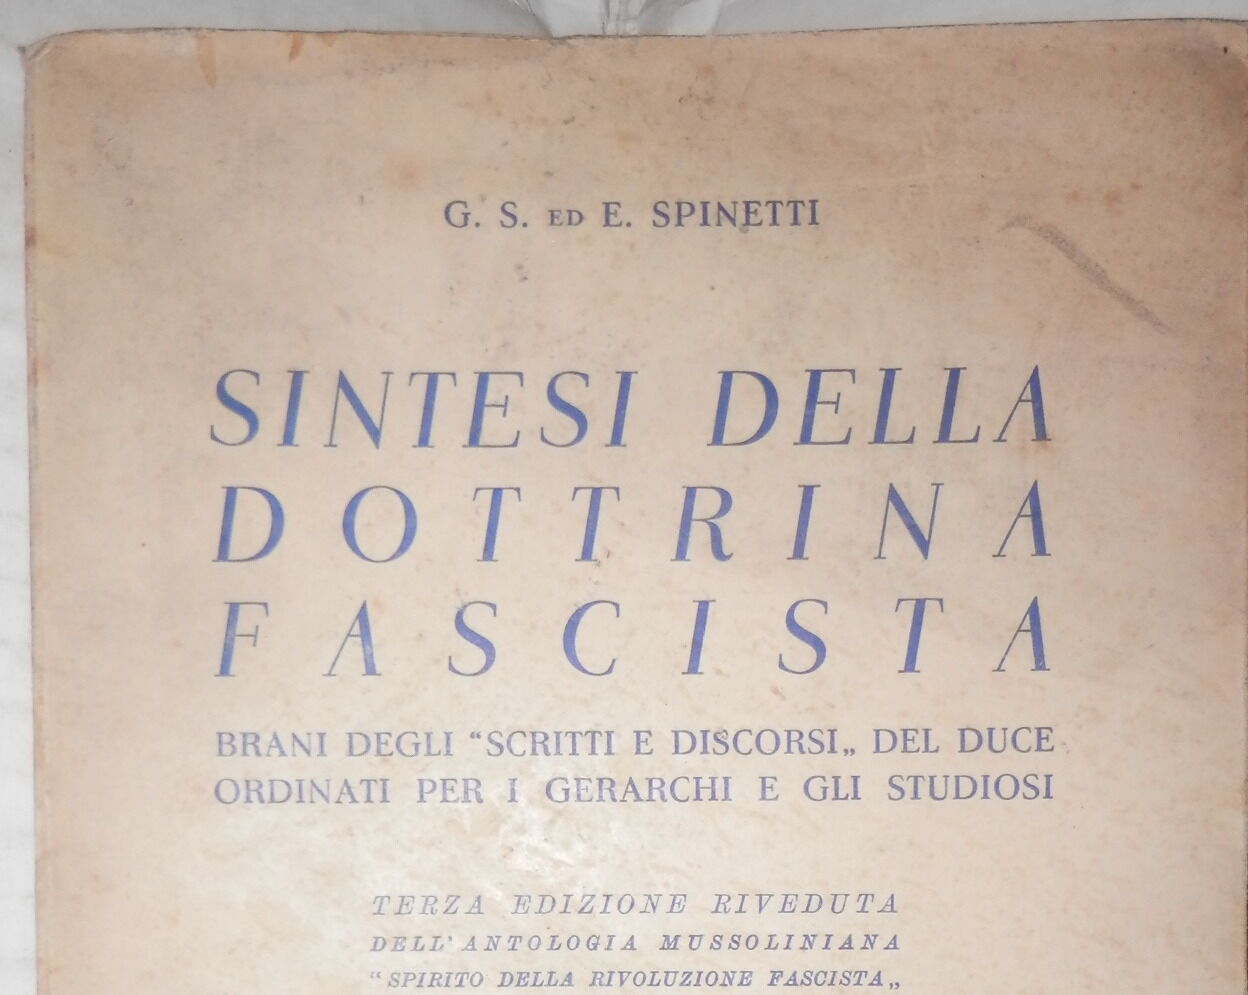 G. S. ED E. SPINETTI
SINTESI DELLA
DOTTRINA
FASCISTA
BRANI DEGLI “SCRITTI E DISCORSI„ DEL DUCE
ORDINATI PER I GERARCHI E GLI STUDIOSI
TERZA EDIZIONE RIVEDUTA
DELL'ANTOLOGIA MUSSOLINIANA
“SPIRITO DELLA RIVOLUZIONE FASCISTA„